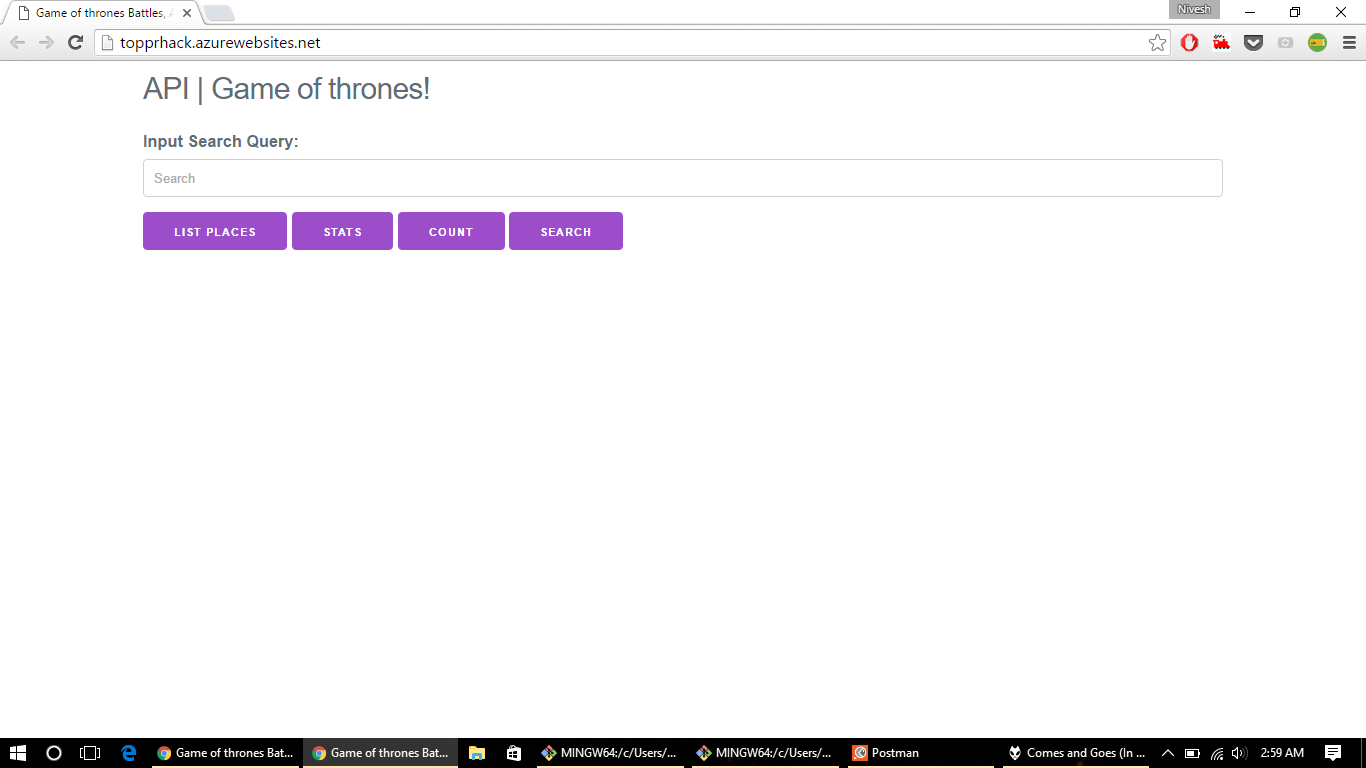 Game of thrones Battles, A
Nivesh
topprhack.azurewebsites.net
API | Game of thrones!
Input Search Query:
Search
LIST PLACES STATS COUNT SEARCH
Game of thrones Bat... Game of thrones Bat... MINGW64:/c/Users/... MINGW64:/c/Users/... Postman Comes and Goes (In ... 2:59 AM